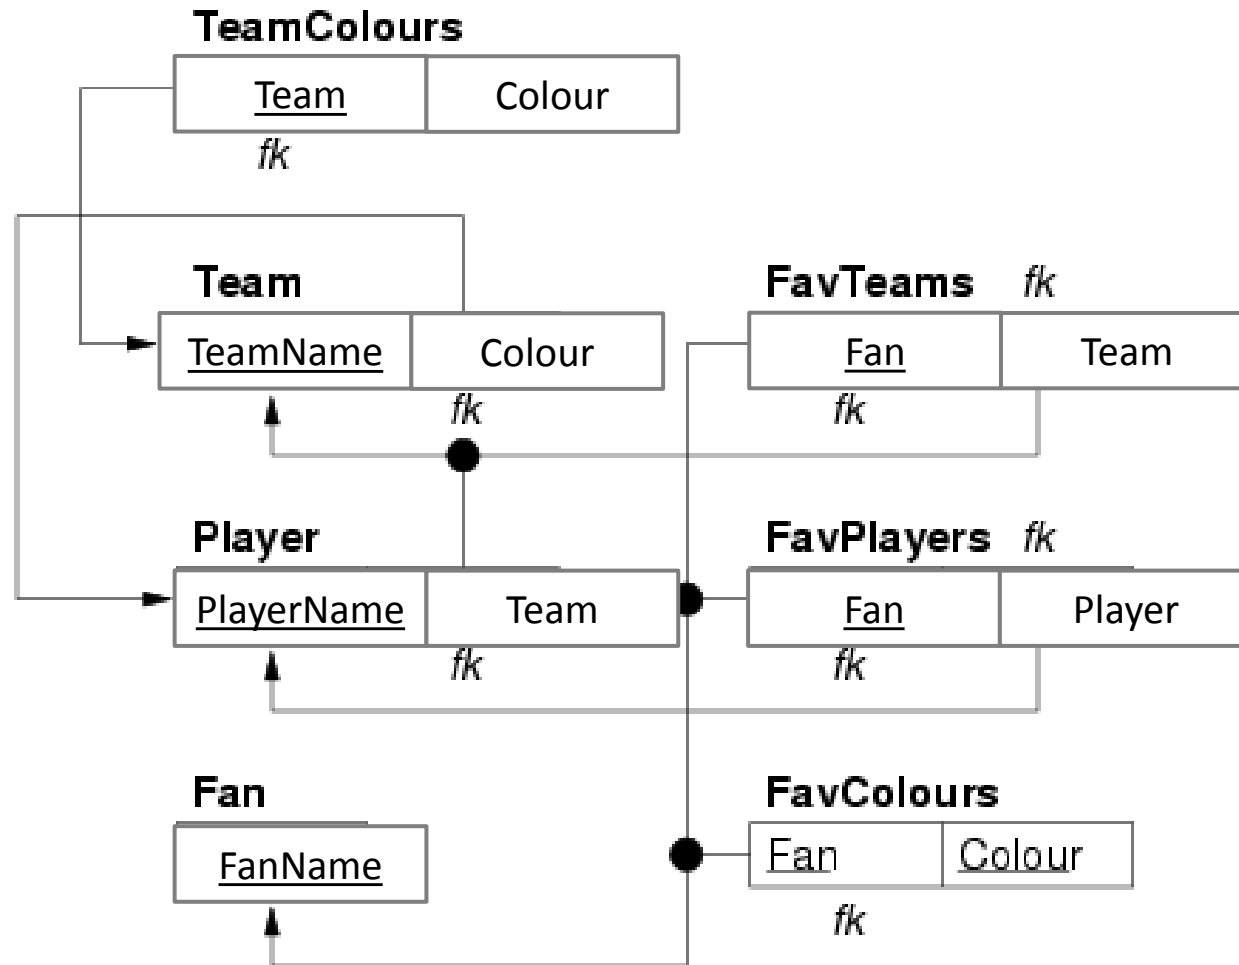 TeamColours
Team Colour
fk
Team
TeamName Colour
fk
FavTeams fk
Fan Team
fk
Player
PlayerName Team
fk
FavPlayers fk
Fan Player
fk
Fan
FanName
FavColours
Fan Colour
fk